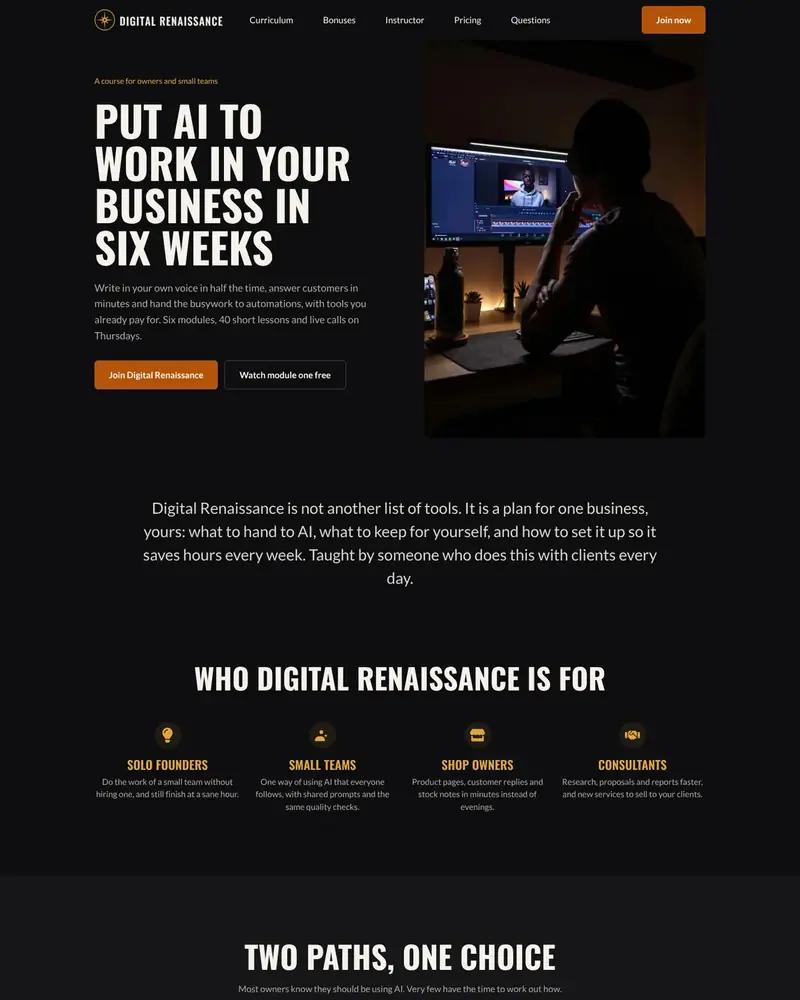 DIGITAL RENAISSANCE
Curriculum
Bonuses
Instructor
Pricing
Questions
Join now
A course for owners and small teams
PUT AI TO
WORK IN YOUR
BUSINESS IN
SIX WEEKS
Write in your own voice in half the time, answer customers in
minutes and hand the busywork to automations, with tools you
already pay for. Six modules, 40 short lessons and live calls on
Thursdays.
Join Digital Renaissance
Watch module one free
Digital Renaissance is not another list of tools. It is a plan for one business,
yours: what to hand to AI, what to keep for yourself, and how to set it up so it
saves hours every week. Taught by someone who does this with clients every
day.
WHO DIGITAL RENAISSANCE IS FOR
SOLO FOUNDERS
Do the work of a small team without
hiring one, and still finish at a sane hour.
SMALL TEAMS
One way of using AI that everyone
follows, with shared prompts and the
same quality checks.
SHOP OWNERS
Product pages, customer replies and
stock notes in minutes instead of
evenings.
CONSULTANTS
Research, proposals and reports faster,
and new services to sell to your clients.
TWO PATHS, ONE CHOICE
Most owners know they should be using AI. Very few have the time to work out how.